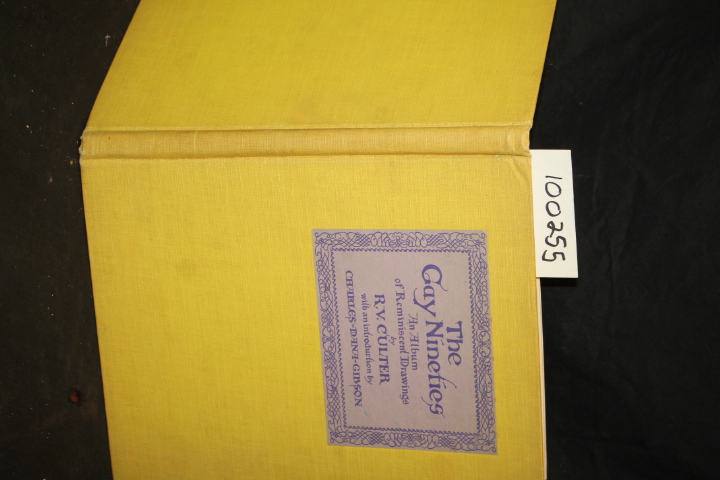 The
Gay Nineties
An Album
of Reminiscent Drawings
by
R.V. CULTER
with an introduction by
CHARLES·DANA·GIBSON
100255